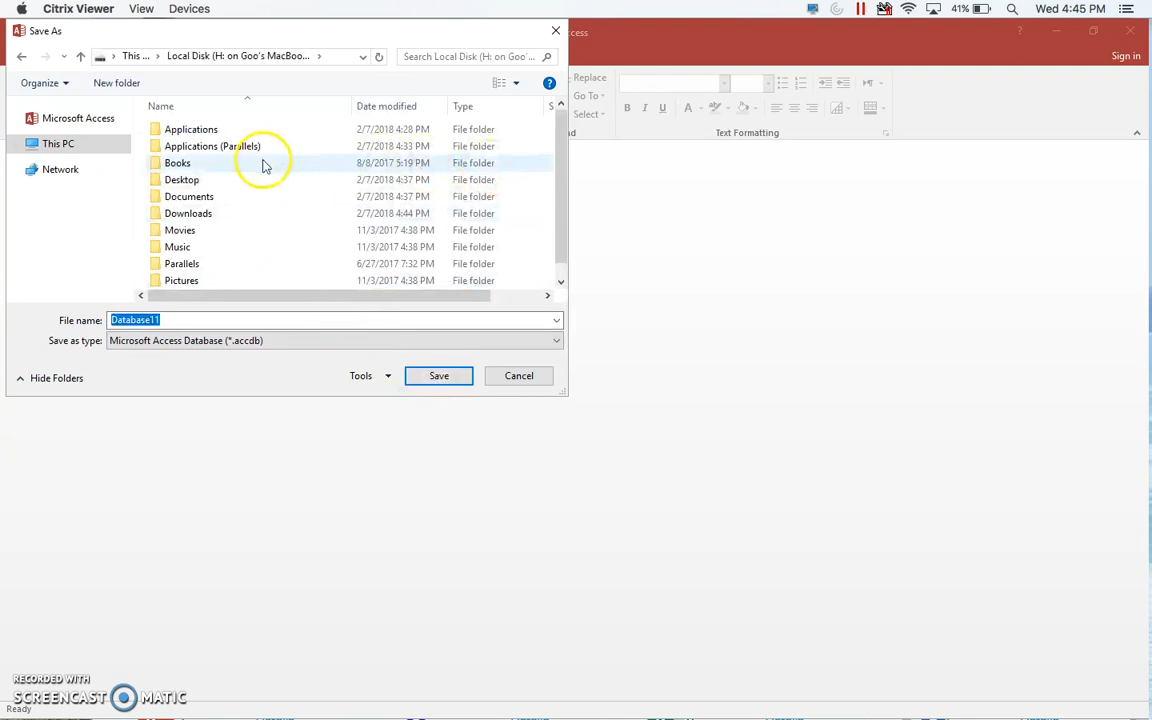 Citrix Viewer View Devices 41% Wed 4:45 PM
Save As
This ... Local Disk (H: on Goo's MacBoo... Search Local Disk (H: on Goo'...
cess
Sign in
Organize New folder
Replace
Go To
Select
B I U A
nd
Text Formatting
Microsoft Access
This PC
Network
Name Date modified Type S
Applications 2/7/2018 4:28 PM File folder
Applications (Parallels) 2/7/2018 4:33 PM File folder
Books 8/8/2017 5:19 PM File folder
Desktop 2/7/2018 4:37 PM File folder
Documents 2/7/2018 4:37 PM File folder
Downloads 2/7/2018 4:44 PM File folder
Movies 11/3/2017 4:38 PM File folder
Music 11/3/2017 4:38 PM File folder
Parallels 6/27/2017 7:32 PM File folder
Pictures 11/3/2017 4:38 PM File folder
File name: Database11
Save as type: Microsoft Access Database (*.accdb)
Hide Folders Tools Save Cancel
RECORDED WITH
SCREENCAST MATIC
Ready